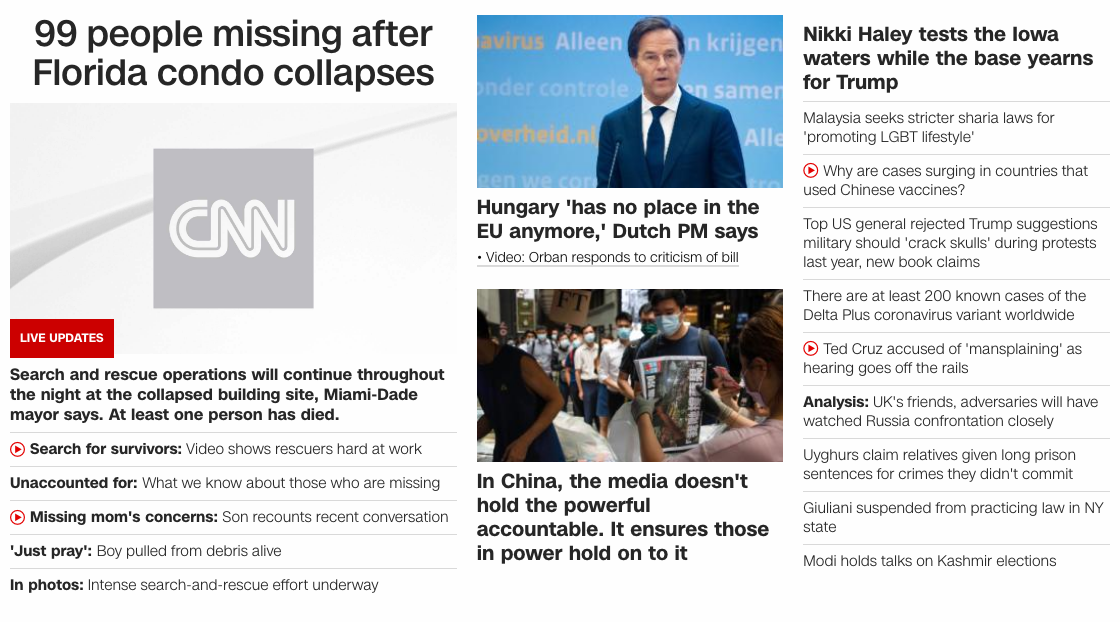 99 people missing after
Florida condo collapses
CNN
LIVE UPDATES
Search and rescue operations will continue throughout
the night at the collapsed building site, Miami-Dade
mayor says. At least one person has died.
Search for survivors: Video shows rescuers hard at work
Unaccounted for: What we know about those who are missing
Missing mom's concerns: Son recounts recent conversation
'Just pray': Boy pulled from debris alive
In photos: Intense search-and-rescue effort underway
navirus Alleen en krijgen
onder controle en samen
overheid.nl Alle
gen we
Hungary 'has no place in the
EU anymore,' Dutch PM says
• Video: Orban responds to criticism of bill
FT
In China, the media doesn't
hold the powerful
accountable. It ensures those
in power hold on to it
Nikki Haley tests the Iowa
waters while the base yearns
for Trump
Malaysia seeks stricter sharia laws for
'promoting LGBT lifestyle'
Why are cases surging in countries that
used Chinese vaccines?
Top US general rejected Trump suggestions
military should 'crack skulls' during protests
last year, new book claims
There are at least 200 known cases of the
Delta Plus coronavirus variant worldwide
Ted Cruz accused of 'mansplaining' as
hearing goes off the rails
Analysis: UK's friends, adversaries will have
watched Russia confrontation closely
Uyghurs claim relatives given long prison
sentences for crimes they didn't commit
Giuliani suspended from practicing law in NY
state
Modi holds talks on Kashmir elections